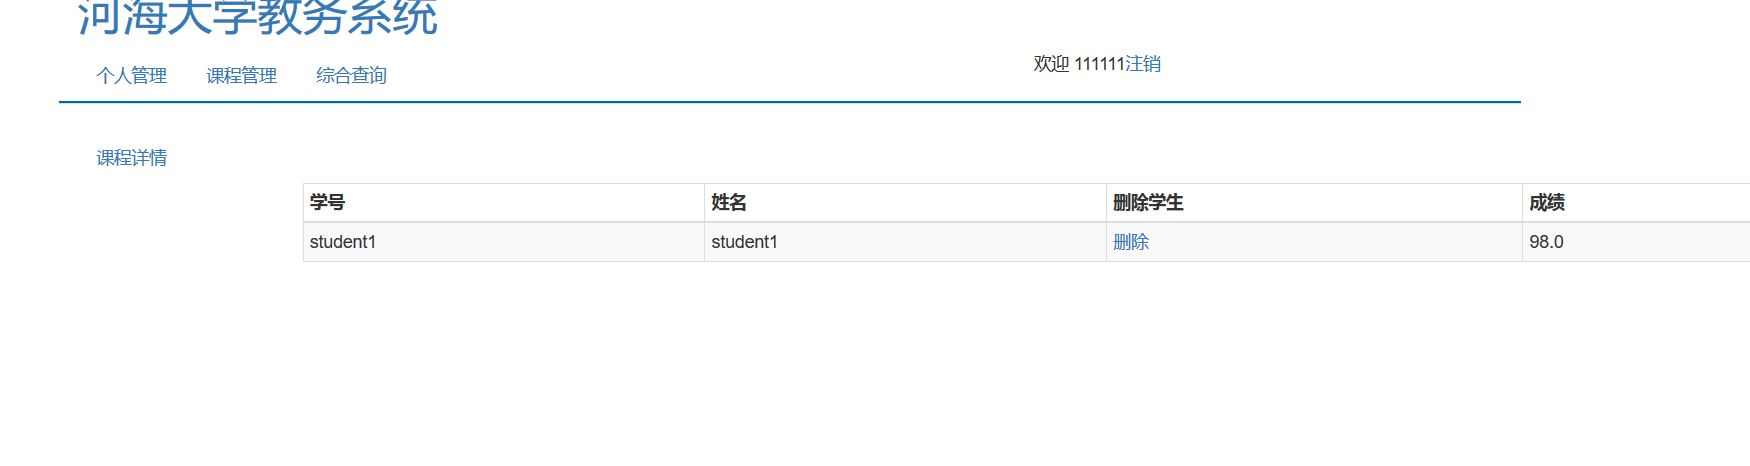 河海大学教务系统
欢迎 111111注销
个人管理 课程管理 综合查询
课程详情
学号 姓名 删除学生 成绩
student1 student1 删除 98.0